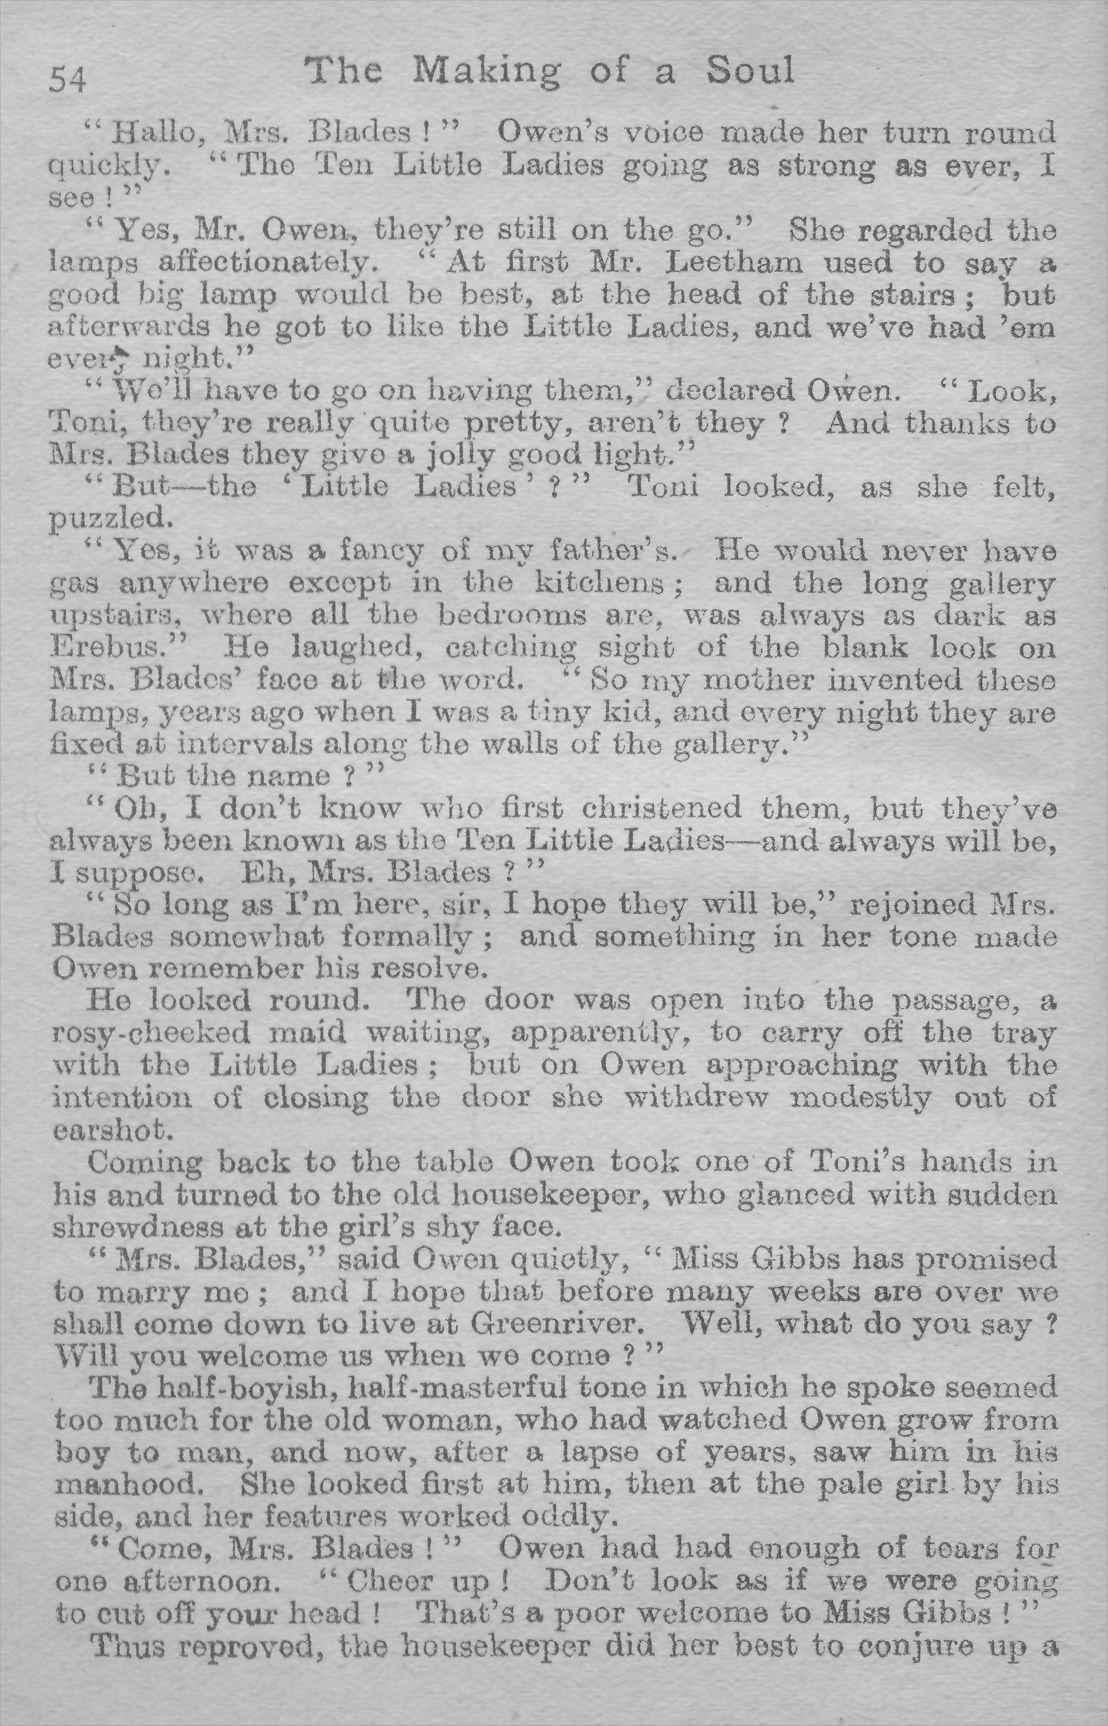 54 The Making of a Soul
“ Hallo, Mrs. Blades ! ” Owen’s voice made her turn round
quickly. “ The Ten Little Ladies going as strong as ever, I
see ! ”
“ Yes, Mr. Owen, they’re still on the go.” She regarded the
lamps affectionately. “ At first Mr. Leetham used to say a
good big lamp would be best, at the head of the stairs ; but
afterwards he got to like the Little Ladies, and we’ve had ’em
every night.”
“ We’ll have to go on having them,” declared Owen. “ Look,
Toni, they’re really quite pretty, aren’t they ? And thanks to
Mrs. Blades they give a jolly good light.”
“ But—the ‘ Little Ladies ’ ? ” Toni looked, as she felt,
puzzled.
“ Yes, it was a fancy of my father’s. He would never have
gas anywhere except in the kitchens ; and the long gallery
upstairs, where all the bedrooms are, was always as dark as
Erebus.” He laughed, catching sight of the blank look on
Mrs. Blades’ face at the word. “ So my mother invented these
lamps, years ago when I was a tiny kid, and every night they are
fixed at intervals along the walls of the gallery.”
“ But the name ? ”
“ Oh, I don’t know who first christened them, but they’ve
always been known as the Ten Little Ladies—and always will be,
I suppose. Eh, Mrs. Blades ? ”
“ So long as I’m here, sir, I hope they will be,” rejoined Mrs.
Blades somewhat formally ; and something in her tone made
Owen remember his resolve.
He looked round. The door was open into the passage, a
rosy-cheeked maid waiting, apparently, to carry off the tray
with the Little Ladies ; but on Owen approaching with the
intention of closing the door she withdrew modestly out of
earshot.
Coming back to the table Owen took one of Toni’s hands in
his and turned to the old housekeeper, who glanced with sudden
shrewdness at the girl’s shy face.
“ Mrs. Blades,” said Owen quietly, “ Miss Gibbs has promised
to marry me ; and I hope that before many weeks are over we
shall come down to live at Greenriver. Well, what do you say ?
Will you welcome us when we come ? ”
The half-boyish, half-masterful tone in which he spoke seemed
too much for the old woman, who had watched Owen grow from
boy to man, and now, after a lapse of years, saw him in his
manhood. She looked first at him, then at the pale girl by his
side, and her features worked oddly.
“ Come, Mrs. Blades ! ” Owen had had enough of tears for
one afternoon. “ Cheer up ! Don’t look as if we were going
to cut off your head ! That’s a poor welcome to Miss Gibbs ! ”
Thus reproved, the housekeeper did her best to conjure up a